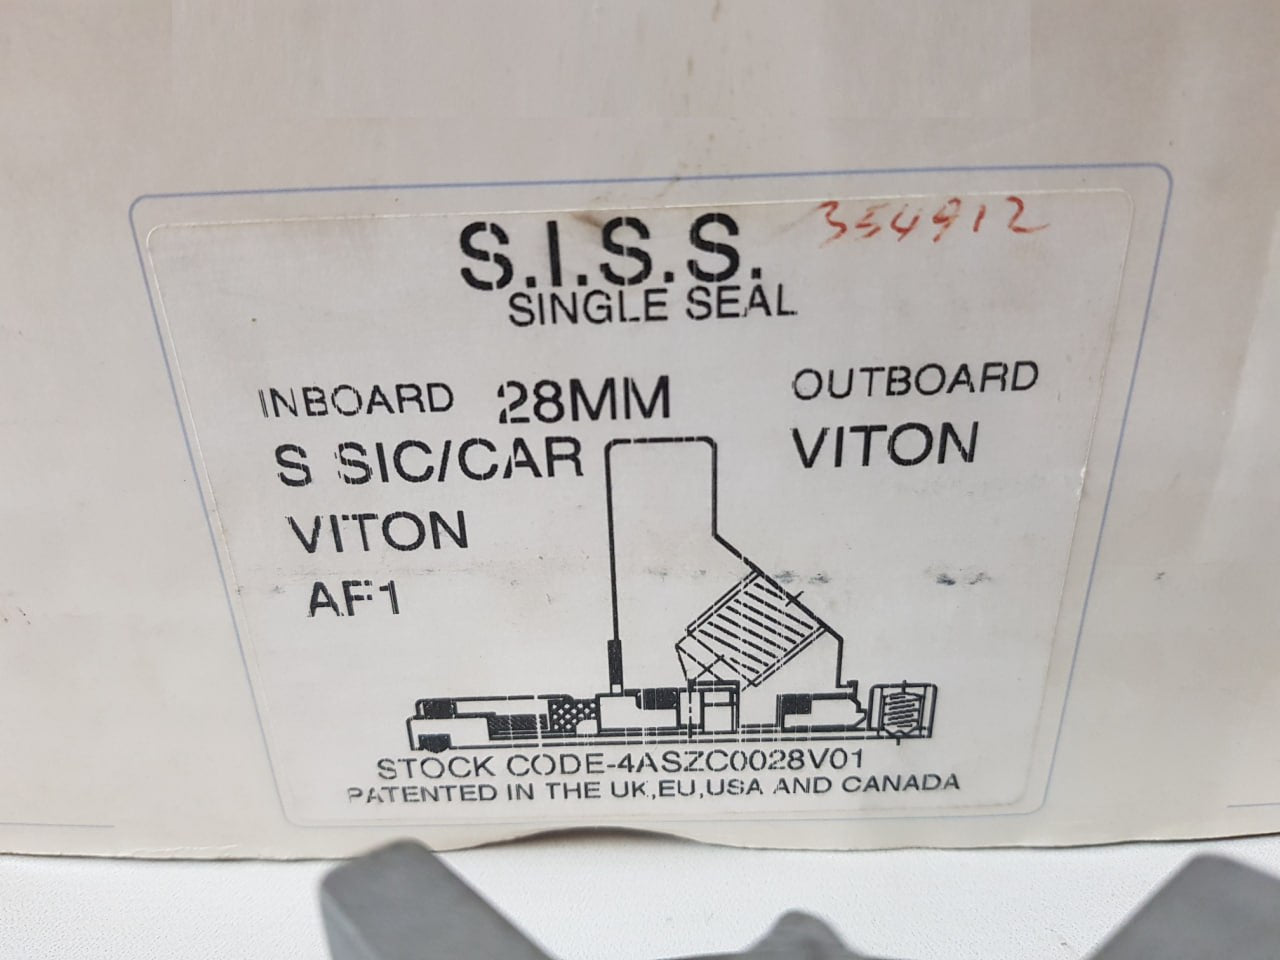 354912
S.I.S.S.
SINGLE SEAL
INBOARD 28MM OUTBOARD
S SIC/CAR VITON
VITON
AF1
STOCK CODE-4ASZC0028V01
PATENTED IN THE UK,EU,USA AND CANADA